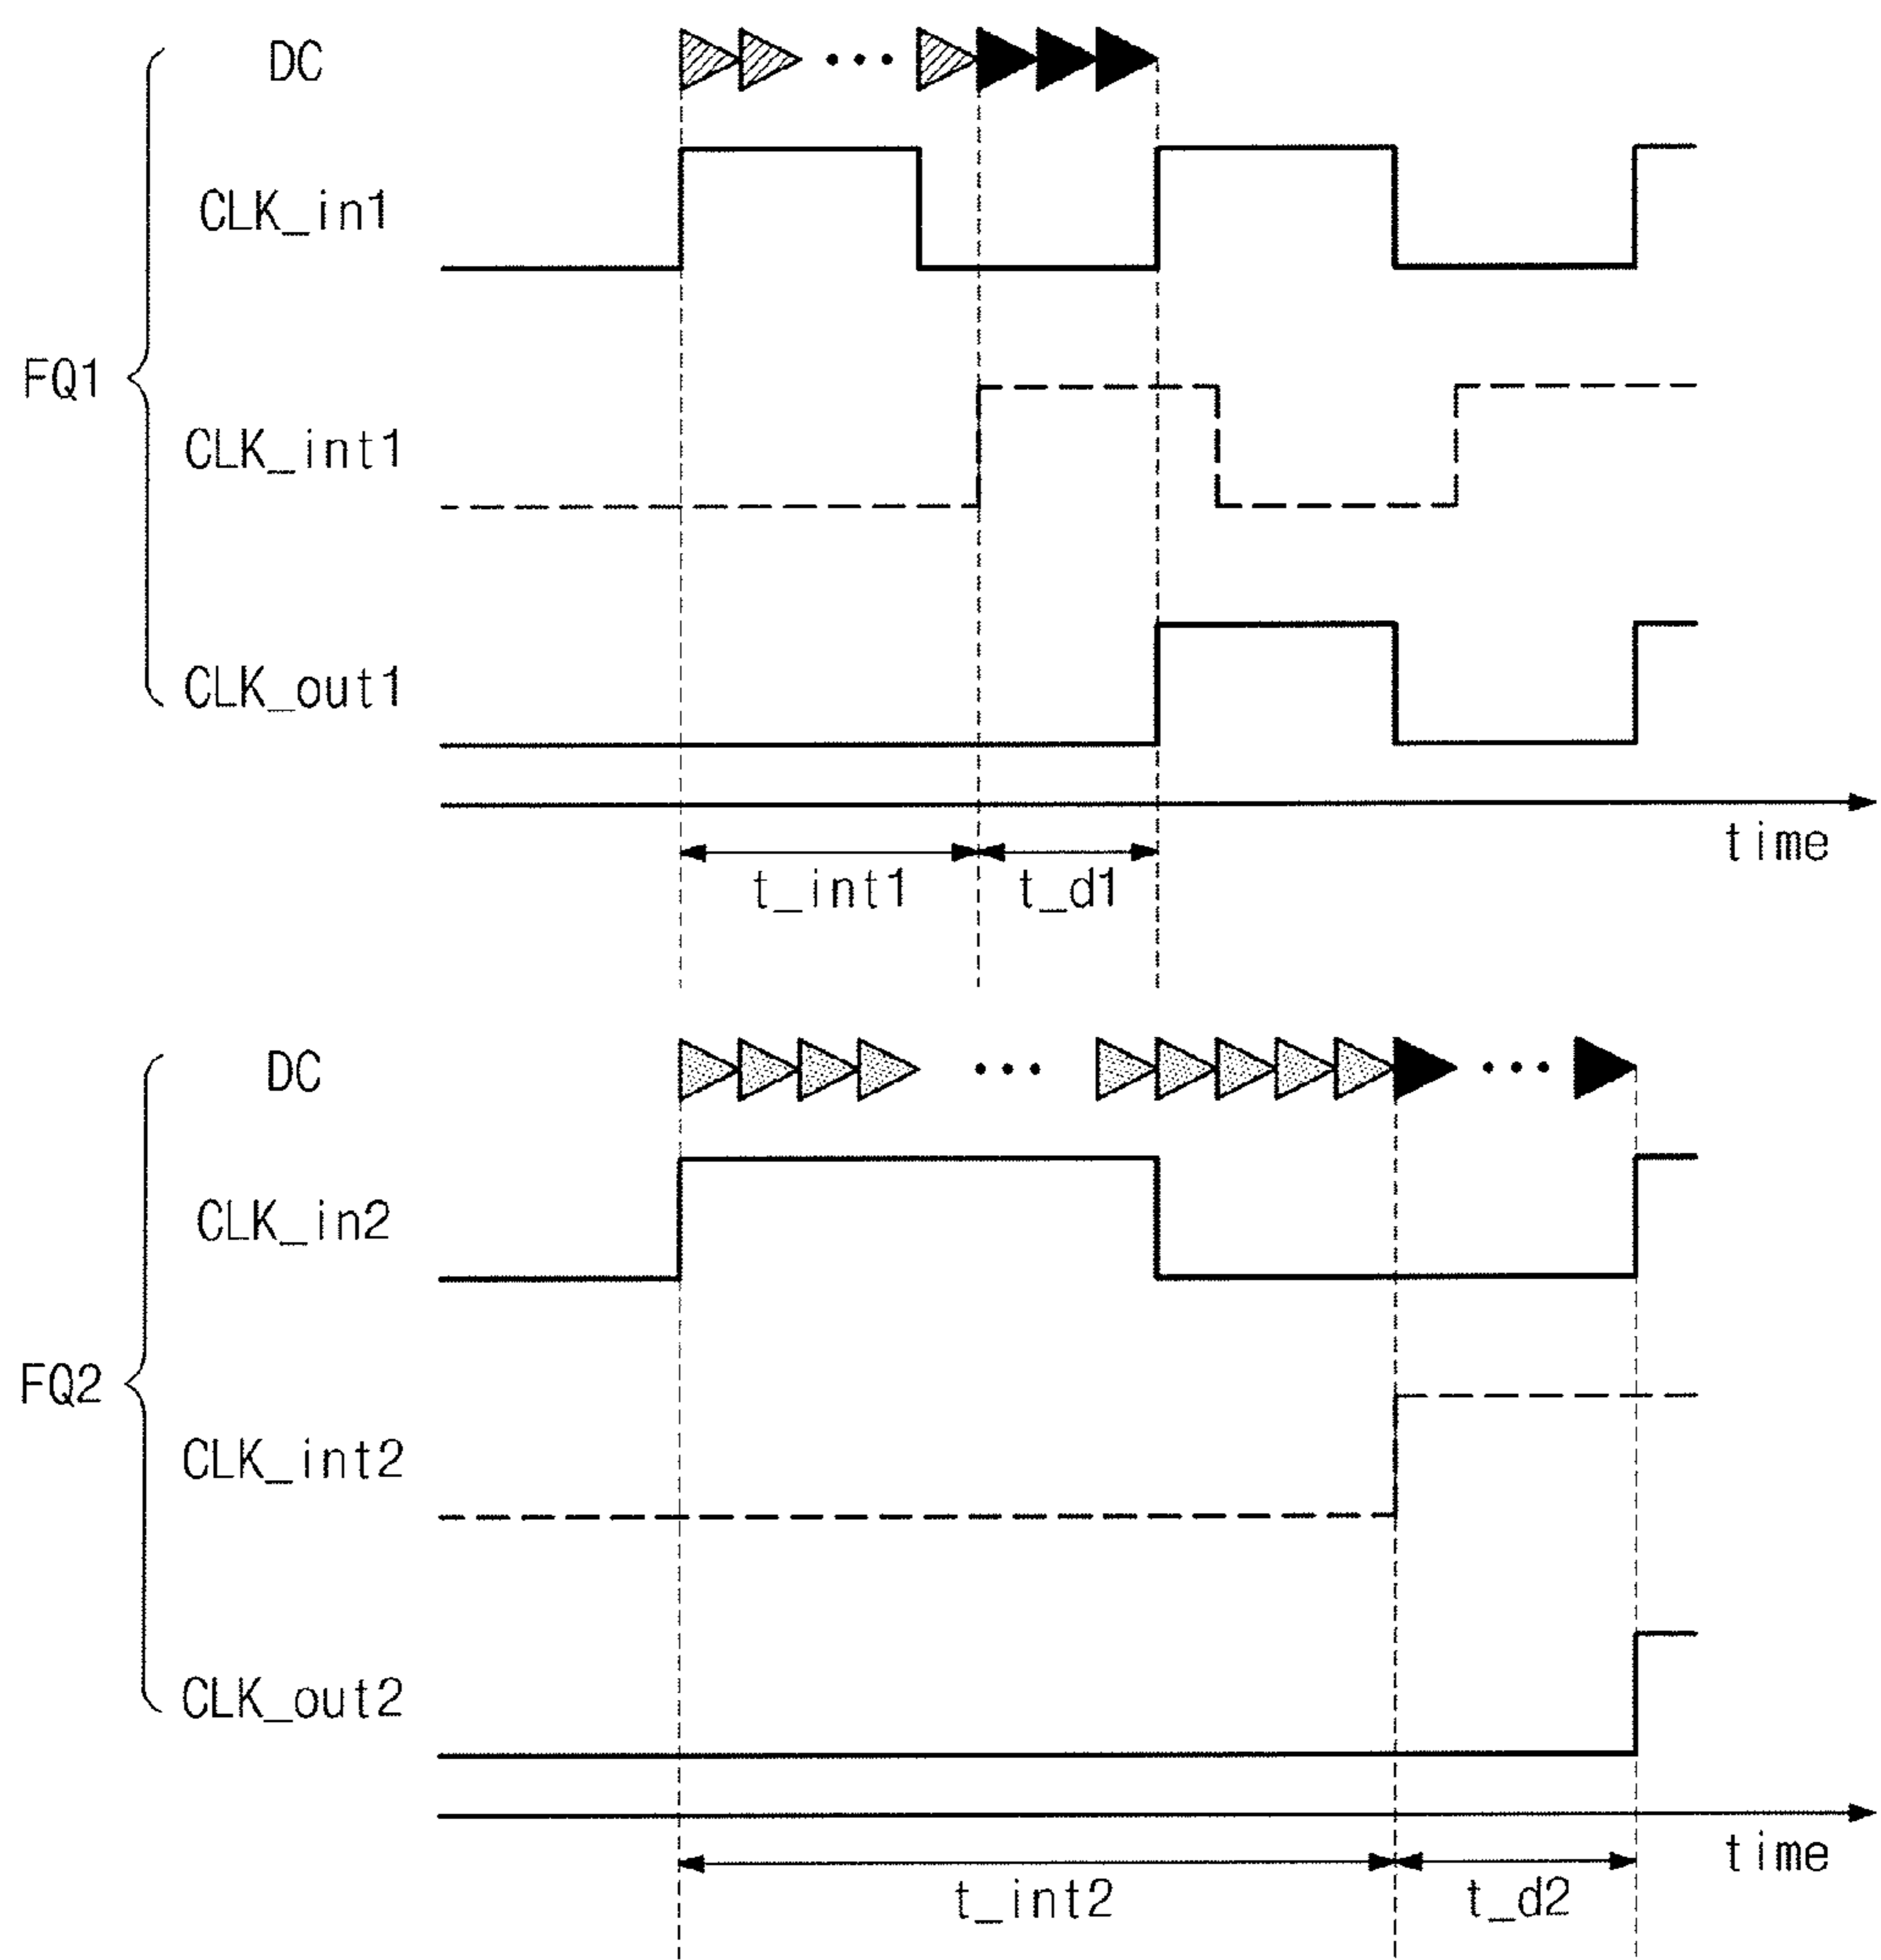 DC
CLK_in1
FQ1
CLK_int1
CLK_out1
time
t_int1
t_d1
DC
CLK_in2
FQ2
CLK_int2
CLK_out2
time
t_int2
t_d2